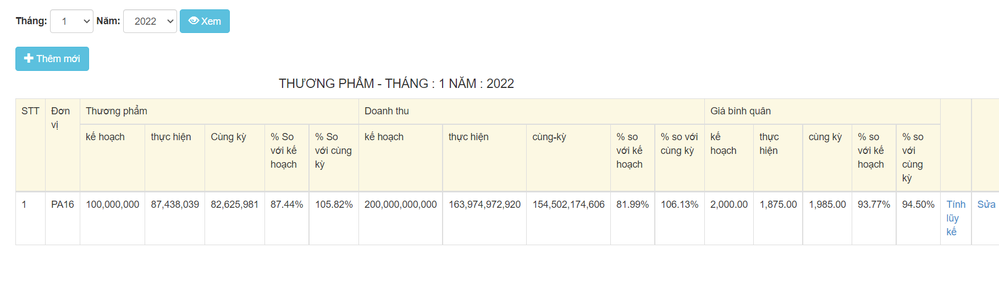 Tháng: 1 Năm: 2022 Xem
Thêm mới
THƯƠNG PHẨM - THÁNG : 1 NĂM : 2022
STT Đơn vị Thương phẩm Doanh thu Giá bình quân
kế hoạch thực hiện Cùng kỳ % So với kế hoạch % So với cùng kỳ kế hoạch thực hiện cùng-kỳ % so với kế hoạch % so với cùng kỳ kế hoạch thực hiện cùng kỳ % so với kế hoạch % so với cùng kỳ
1 PA16 100,000,000 87,438,039 82,625,981 87.44% 105.82% 200,000,000,000 163,974,972,920 154,502,174,606 81.99% 106.13% 2,000.00 1,875.00 1,985.00 93.77% 94.50% Tính lũy kế Sửa